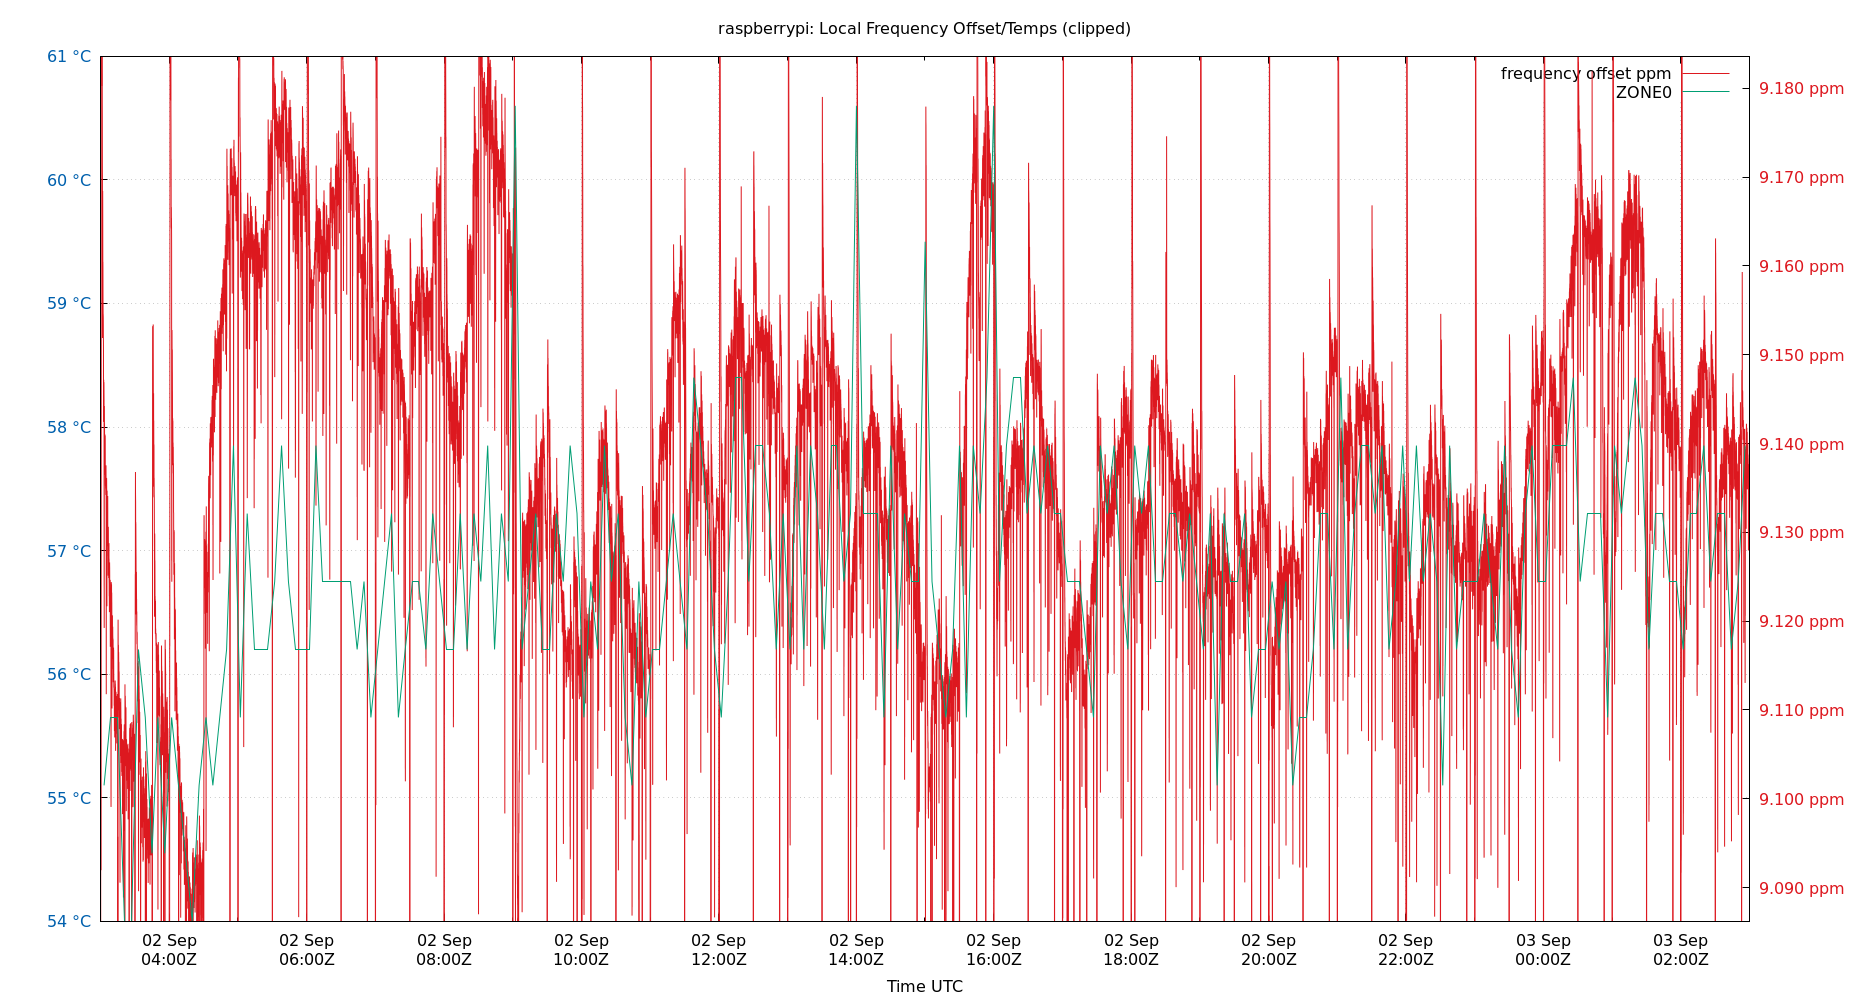 raspberrypi: Local Frequency Offset/Temps (clipped)
61 °C
60 °C
59 °C
58 °C
57 °C
56 °C
55 °C
54 °C
frequency offset ppm
ZONE0
9.180 ppm
9.170 ppm
9.160 ppm
9.150 ppm
9.140 ppm
9.130 ppm
9.120 ppm
9.110 ppm
9.100 ppm
9.090 ppm
02 Sep 02 Sep 02 Sep 02 Sep 02 Sep 02 Sep 02 Sep 02 Sep 02 Sep 02 Sep 03 Sep 03 Sep
04:00Z 06:00Z 08:00Z 10:00Z 12:00Z 14:00Z 16:00Z 18:00Z 20:00Z 22:00Z 00:00Z 02:00Z
Time UTC